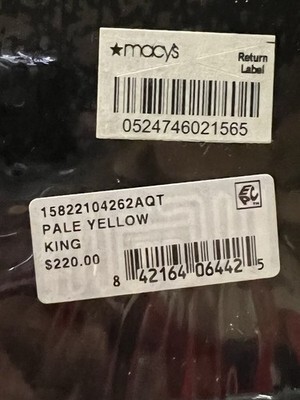 ★macy's
Return
Label
0524746021565
15822104262AQT
PALE YELLOW
KING
$220.00
8 42164 06442 5